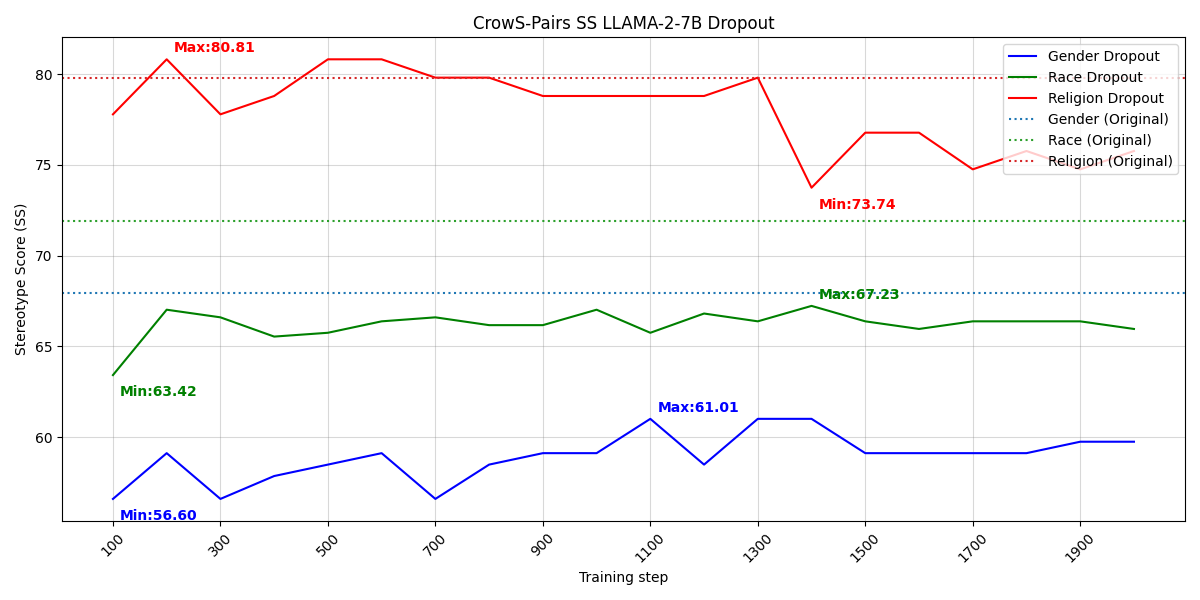 CrowS-Pairs SS LLAMA-2-7B Dropout
Max:80.81
Gender Dropout
Race Dropout
Religion Dropout
Gender (Original)
Race (Original)
Religion (Original)
80
75
70
65
60
Stereotype Score (SS)
Min:73.74
Max:67.23
Min:63.42
Max:61.01
Min:56.60
100
300
500
700
900
1100
1300
1500
1700
1900
Training step